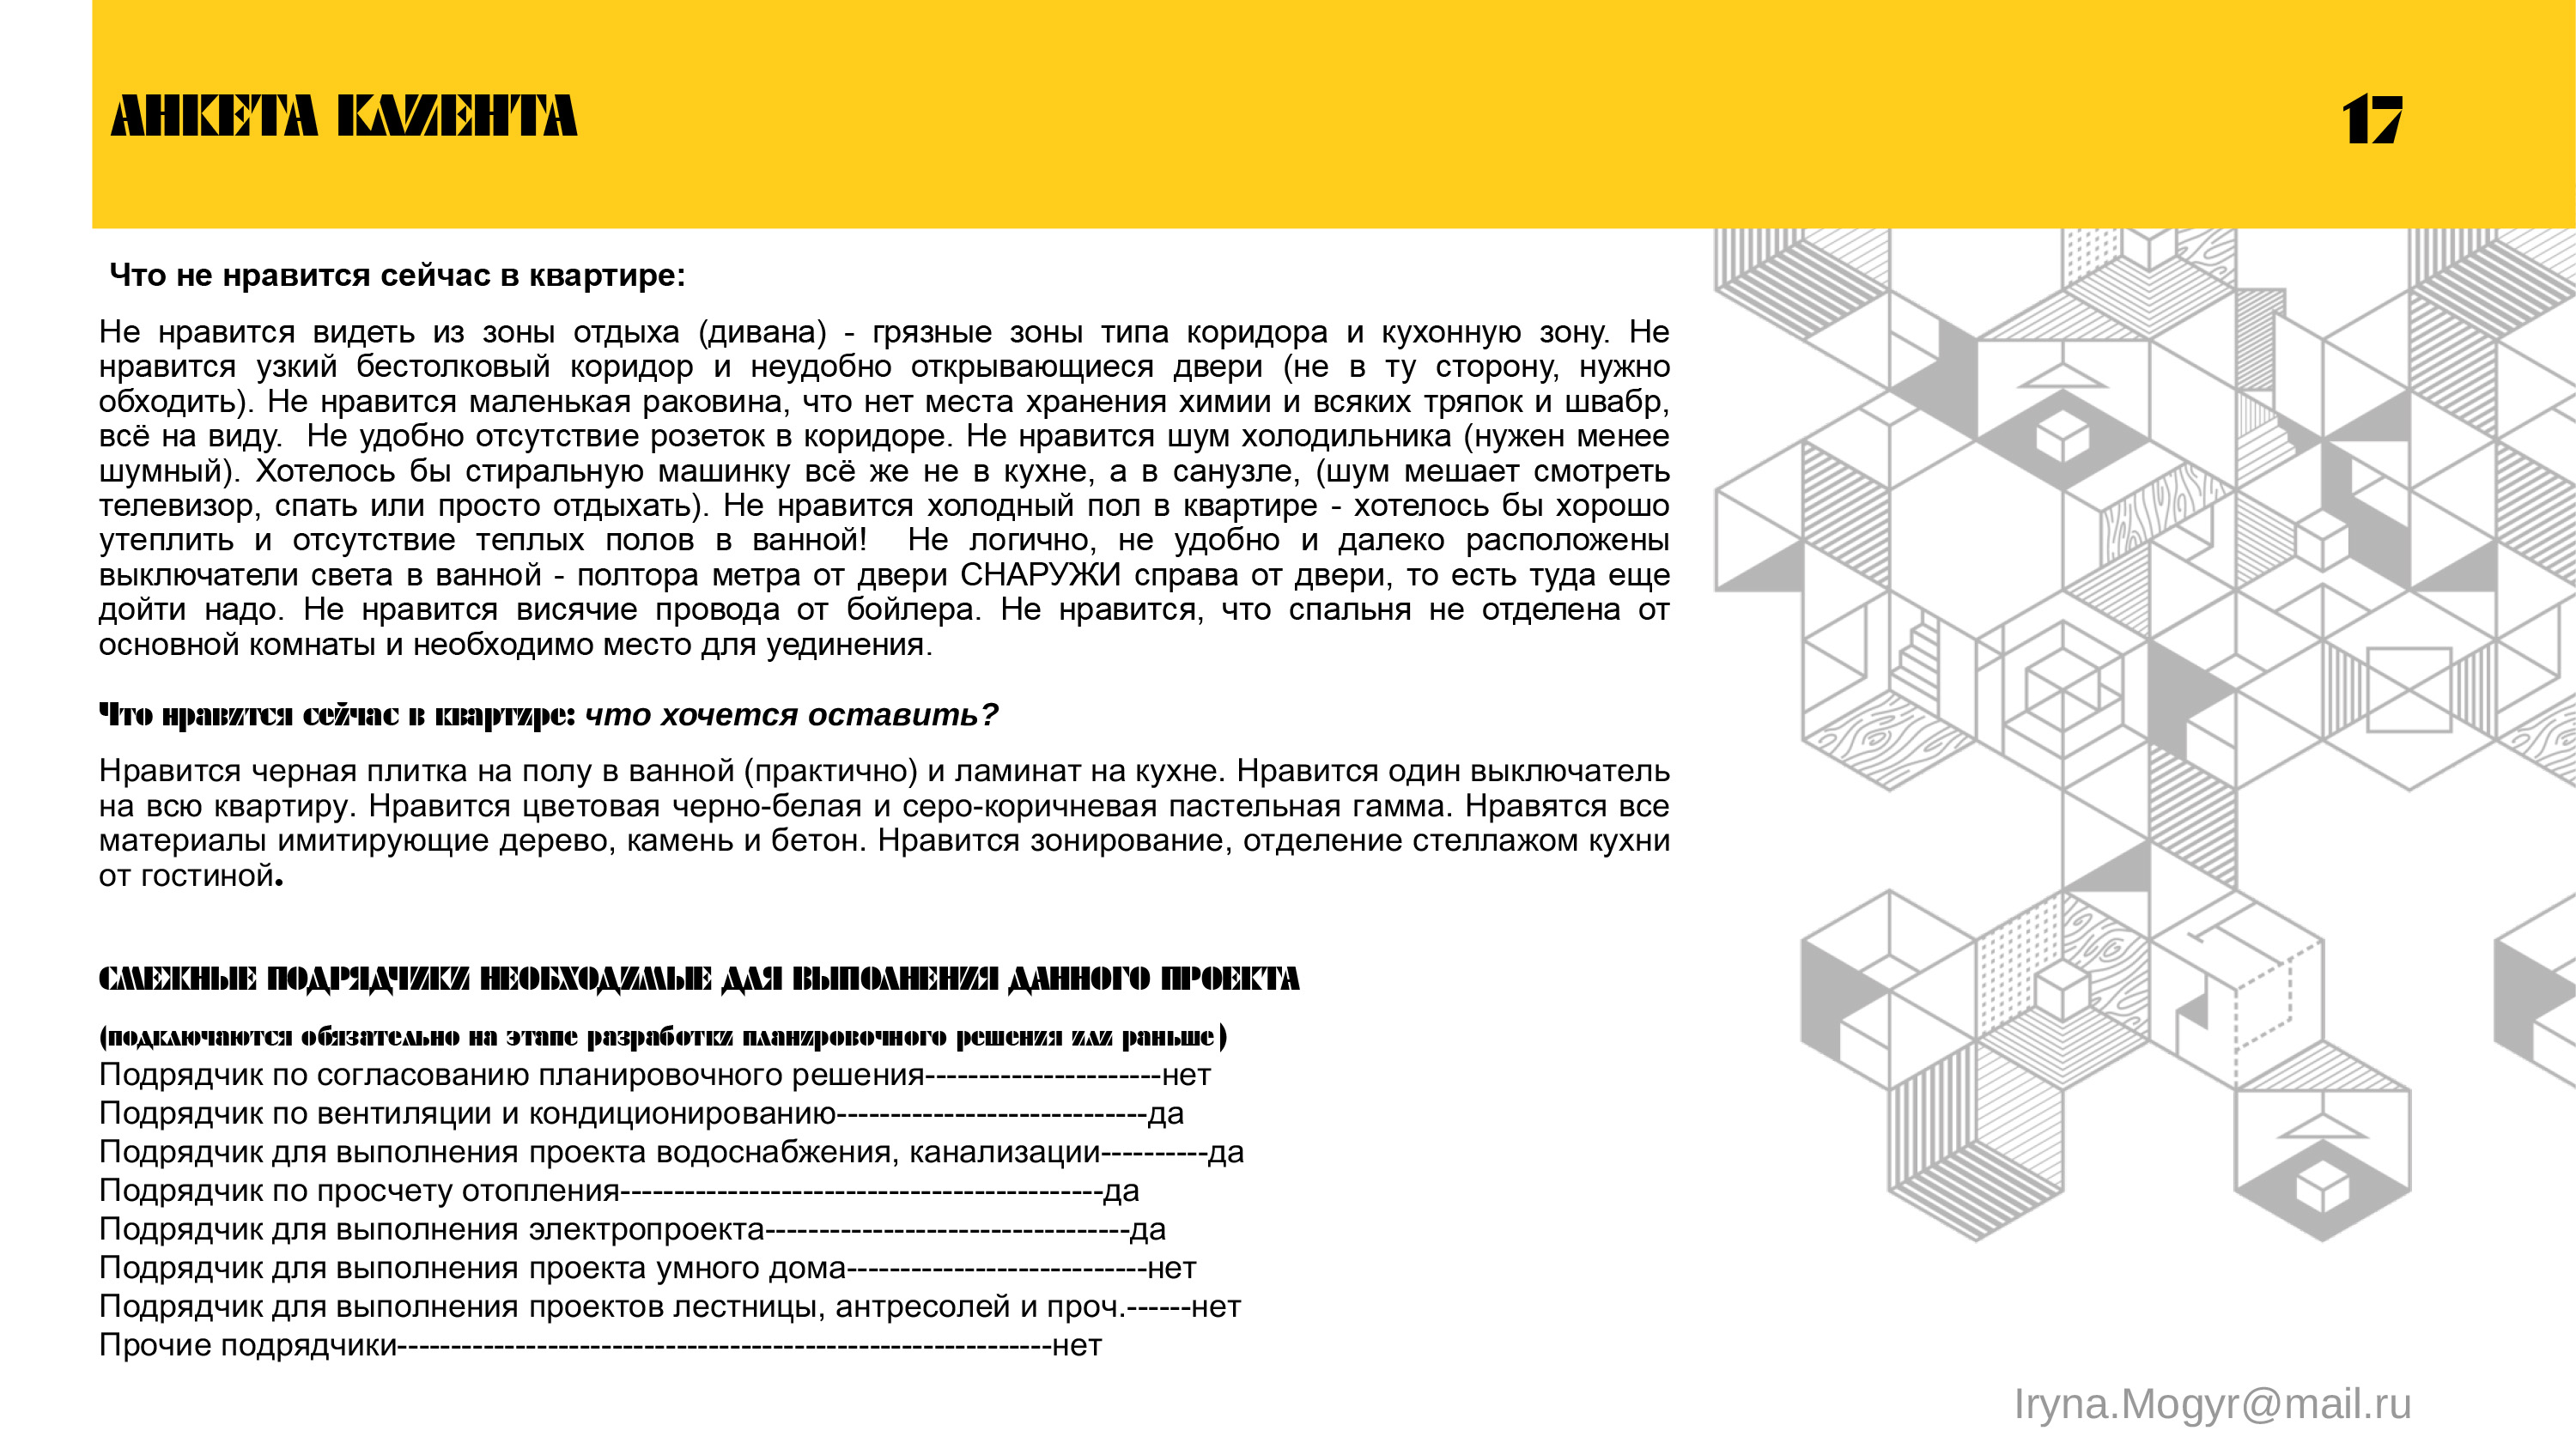 АНКЕТА КЛИЕНТА
17
Что не нравится сейчас в квартире:
Не нравится видеть из зоны отдыха (дивана) - грязные зоны типа коридора и кухонную зону. Не
нравится узкий бестолковый коридор и неудобно открывающиеся двери (не в ту сторону, нужно
обходить). Не нравится маленькая раковина, что нет места хранения химии и всяких тряпок и швабр,
всё на виду.  Не удобно отсутствие розеток в коридоре. Не нравится шум холодильника (нужен менее
шумный). Хотелось бы стиральную машинку всё же не в кухне, а в санузле, (шум мешает смотреть
телевизор, спать или просто отдыхать). Не нравится холодный пол в квартире - хотелось бы хорошо
утеплить и отсутствие теплых полов в ванной!  Не логично, не удобно и далеко расположены
выключатели света в ванной - полтора метра от двери СНАРУЖИ справа от двери, то есть туда еще
дойти надо. Не нравится висячие провода от бойлера. Не нравится, что спальня не отделена от
основной комнаты и необходимо место для уединения.
Что нравится сейчас в квартире: что хочется оставить?
Нравится черная плитка на полу в ванной (практично) и ламинат на кухне. Нравится один выключатель
на всю квартиру. Нравится цветовая черно-белая и серо-коричневая пастельная гамма. Нравятся все
материалы имитирующие дерево, камень и бетон. Нравится зонирование, отделение стеллажом кухни
от гостиной.
СМЕЖНЫЕ ПОДРЯДЧИКИ НЕОБХОДИМЫЕ ДЛЯ ВЫПОЛНЕНИЯ ДАННОГО ПРОЕКТА
(подключаются обязательно на этапе разработки планировочного решения или раньше)
Подрядчик по согласованию планировочного решения----------------------нет
Подрядчик по вентиляции и кондиционированию-----------------------------да
Подрядчик для выполнения проекта водоснабжения, канализации----------да
Подрядчик по просчету отопления---------------------------------------------да
Подрядчик для выполнения электропроекта----------------------------------да
Подрядчик для выполнения проекта умного дома----------------------------нет
Подрядчик для выполнения проектов лестницы, антресолей и проч.------нет
Прочие подрядчики-------------------------------------------------------------нет
Iryna.Mogyr@mail.ru